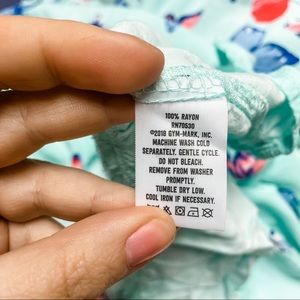 100% RAYON
RN70530
©2018 GYM-MARK, INC.
MACHINE WASH COLD
SEPARATELY. GENTLE CYCLE.
DO NOT BLEACH.
REMOVE FROM WASHER
PROMPTLY.
TUMBLE DRY LOW.
COOL IRON IF NECESSARY.